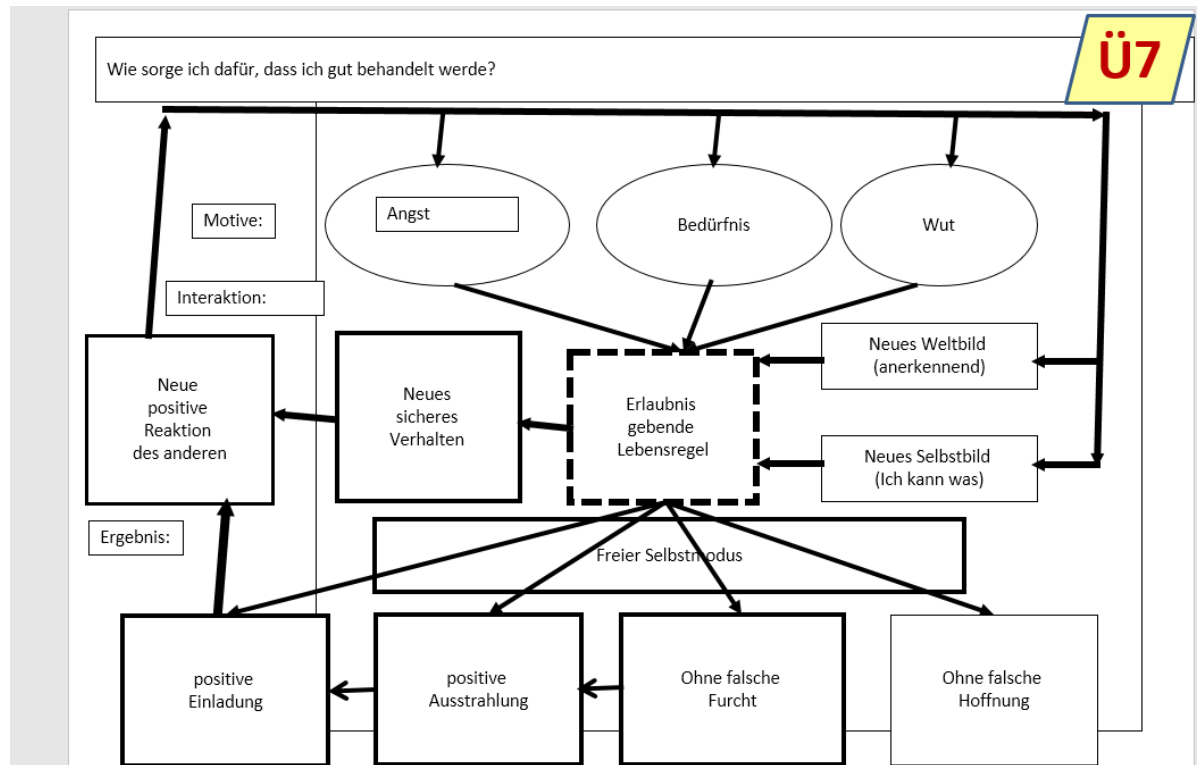 Ü7
Wie sorge ich dafür, dass ich gut behandelt werde?
Motive:
Angst
Bedürfnis
Wut
Interaktion:
Neue
positive
Reaktion
des anderen
Neues
sicheres
Verhalten
Erlaubnis
gebende
Lebensregel
Neues Weltbild
(anerkennend)
Neues Selbstbild
(Ich kann was)
Ergebnis:
Freier Selbstmodus
positive
Einladung
positive
Ausstrahlung
Ohne falsche
Furcht
Ohne falsche
Hoffnung